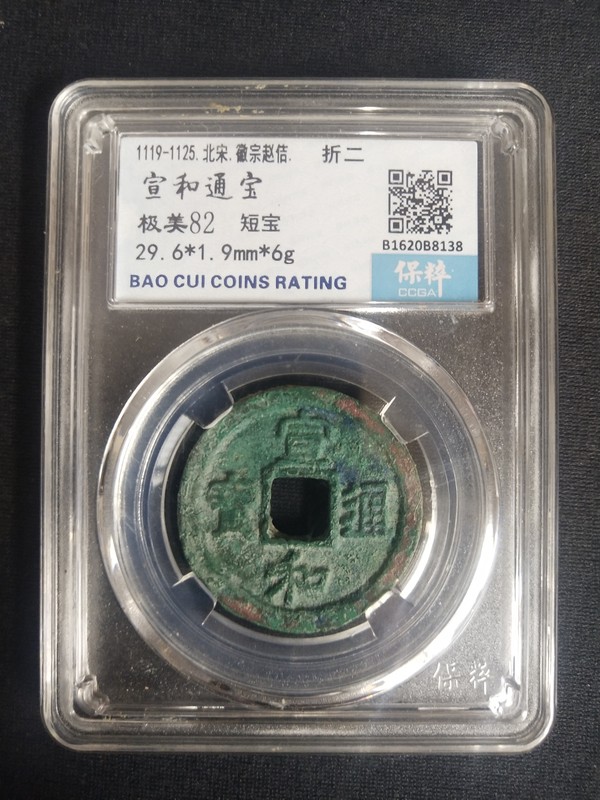 1119-1125.北宋.徽宗赵佶. 折二
宣和通宝
极美82 短宝
29.6*1.9mm*6g
BAO CUI COINS RATING
B1620B8138
保粹
CCGA
宣
寳 通
和
保粹